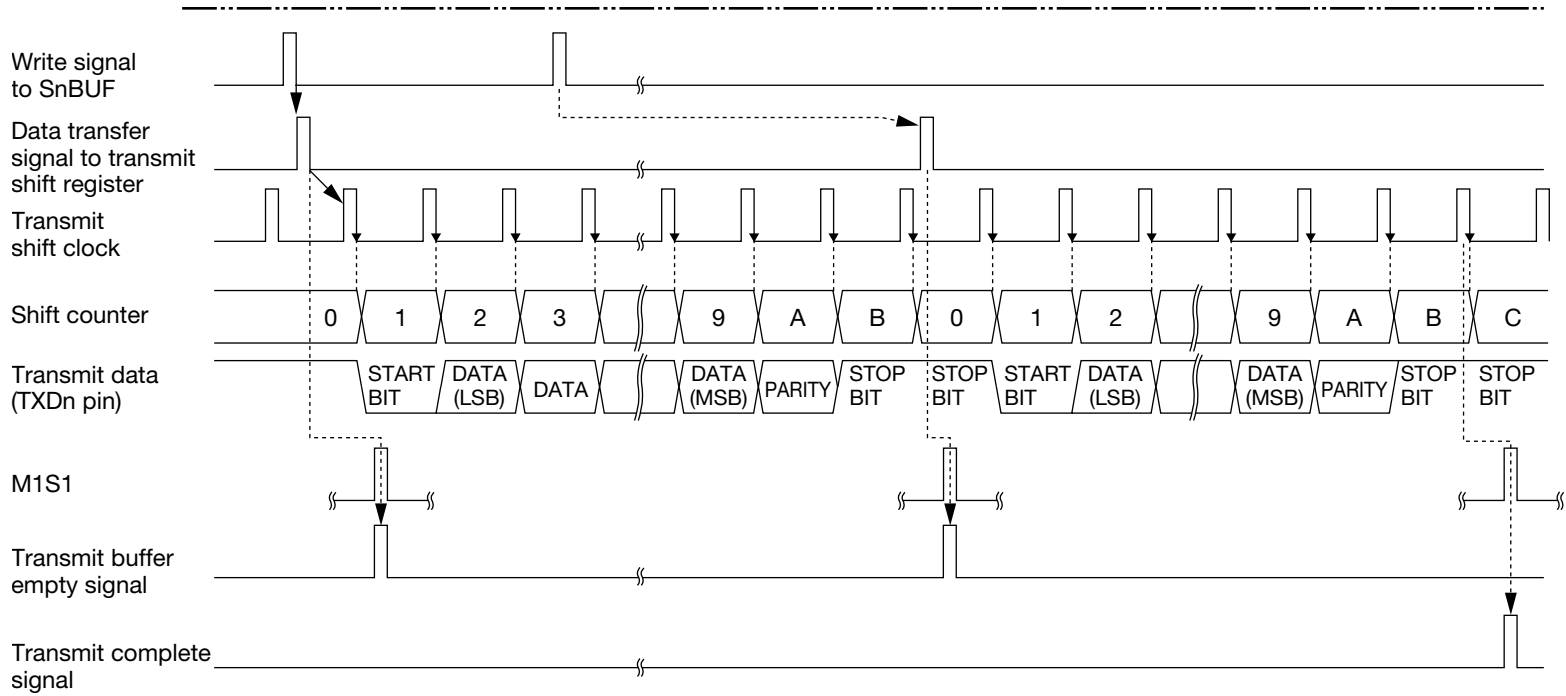 Write signal
to SnBUF
Data transfer
signal to transmit
shift register
Transmit
shift clock
Shift counter
0 1 2 3 9 A B 0 1 2 9 A B C
Transmit data
(TXDn pin)
START BIT
DATA (LSB)
DATA
DATA (MSB)
PARITY
STOP BIT
STOP BIT
START BIT
DATA (LSB)
DATA (MSB)
PARITY
STOP BIT
STOP BIT
M1S1
Transmit buffer
empty signal
Transmit complete
signal